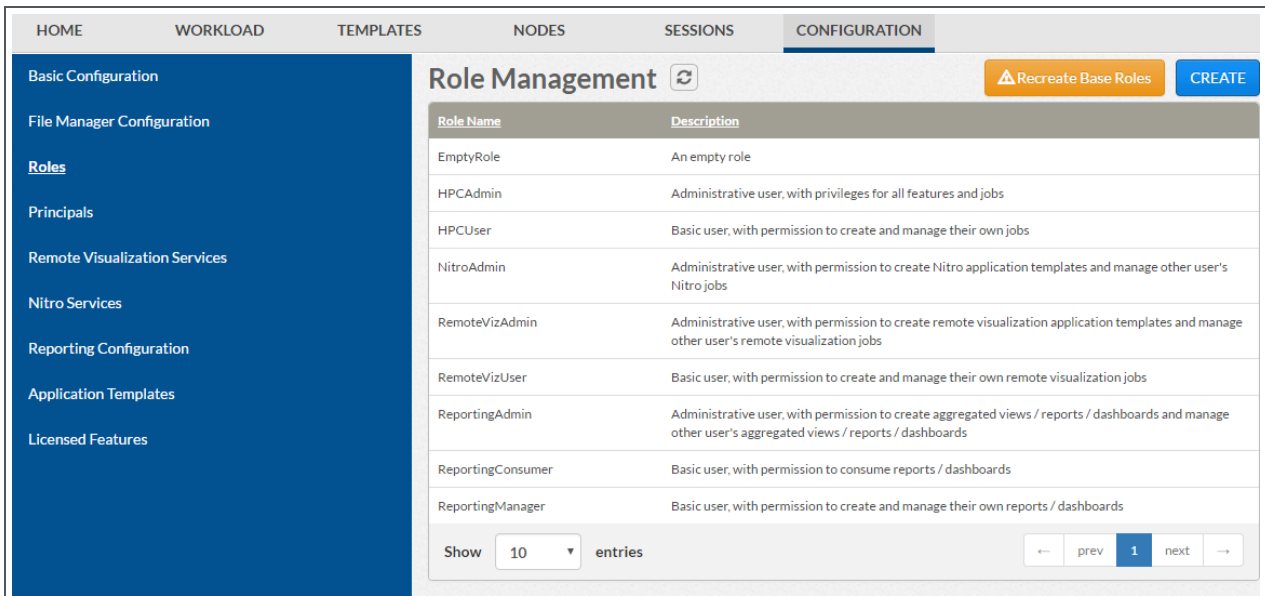 HOME WORKLOAD TEMPLATES NODES SESSIONS CONFIGURATION
Basic Configuration
File Manager Configuration
Roles
Principals
Remote Visualization Services
Nitro Services
Reporting Configuration
Application Templates
Licensed Features
Role Management
Recreate Base Roles
CREATE
Role Name Description
EmptyRole An empty role
HPCAdmin Administrative user, with privileges for all features and jobs
HPCUser Basic user, with permission to create and manage their own jobs
NitroAdmin Administrative user, with permission to create Nitro application templates and manage other user's
Nitro jobs
RemoteVizAdmin Administrative user, with permission to create remote visualization application templates and manage
other user's remote visualization jobs
RemoteVizUser Basic user, with permission to create and manage their own remote visualization jobs
ReportingAdmin Administrative user, with permission to create aggregated views / reports / dashboards and manage
other user's aggregated views / reports / dashboards
ReportingConsumer Basic user, with permission to consume reports / dashboards
ReportingManager Basic user, with permission to create and manage their own reports / dashboards
Show 10 entries
← prev 1 next →